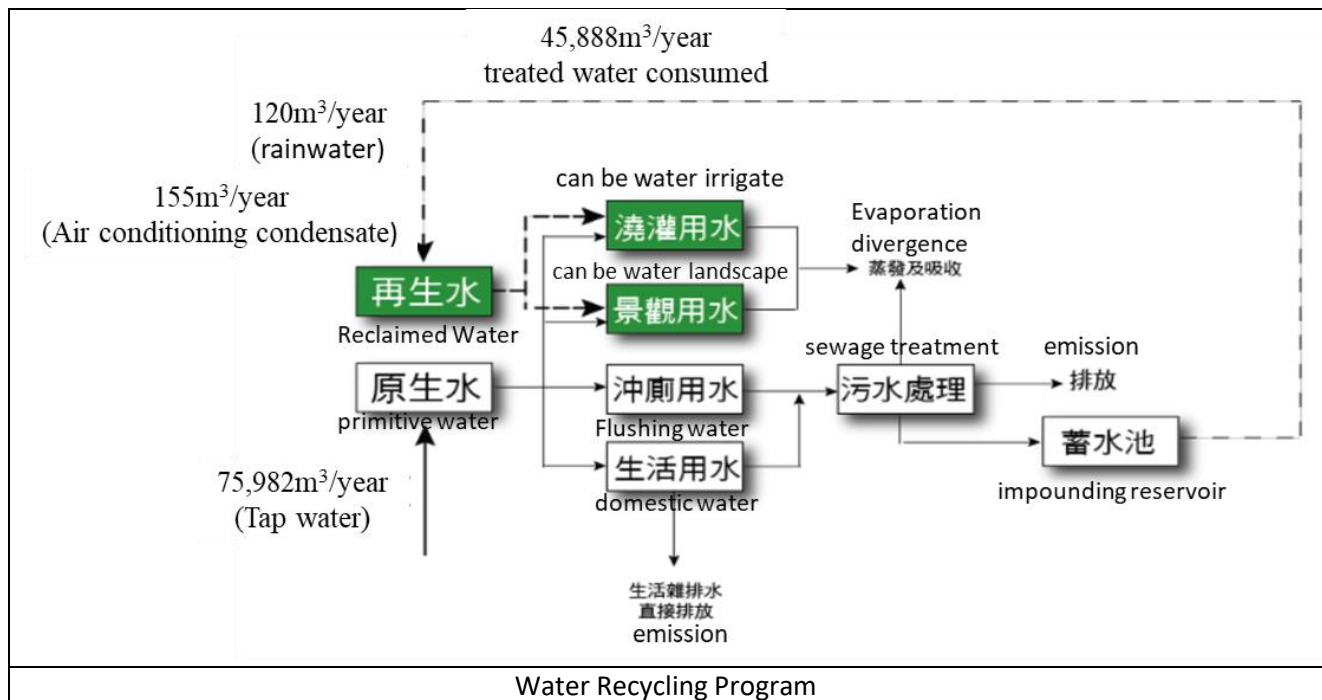 45,888m³/year
treated water consumed
120m³/year
(rainwater)
155m³/year
(Air conditioning condensate)
can be water irrigate
澆灌用水
Evaporation
divergence
蒸發及吸收
can be water landscape
景觀用水
再生水
Reclaimed Water
原生水
primitive water
沖廁用水
Flushing water
sewage treatment
污水處理
emission
排放
生活用水
domestic water
蓄水池
impounding reservoir
75,982m³/year
(Tap water)
生活雜排水
直接排放
emission
Water Recycling Program